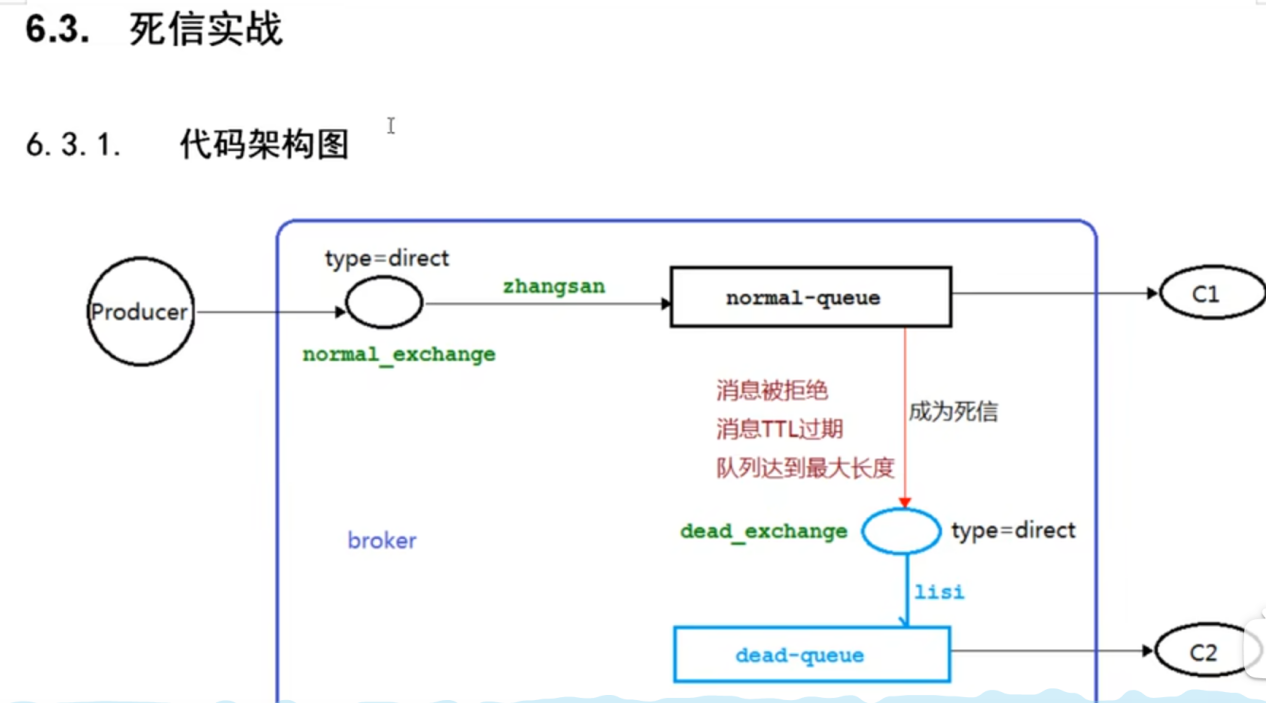 6.3. 死信实战
6.3.1. 代码架构图
type=direct
Producer
zhangsan
normal-queue
C1
normal_exchange
消息被拒绝
消息TTL过期
队列达到最大长度
成为死信
broker
dead_exchange
type=direct
lisi
dead-queue
C2